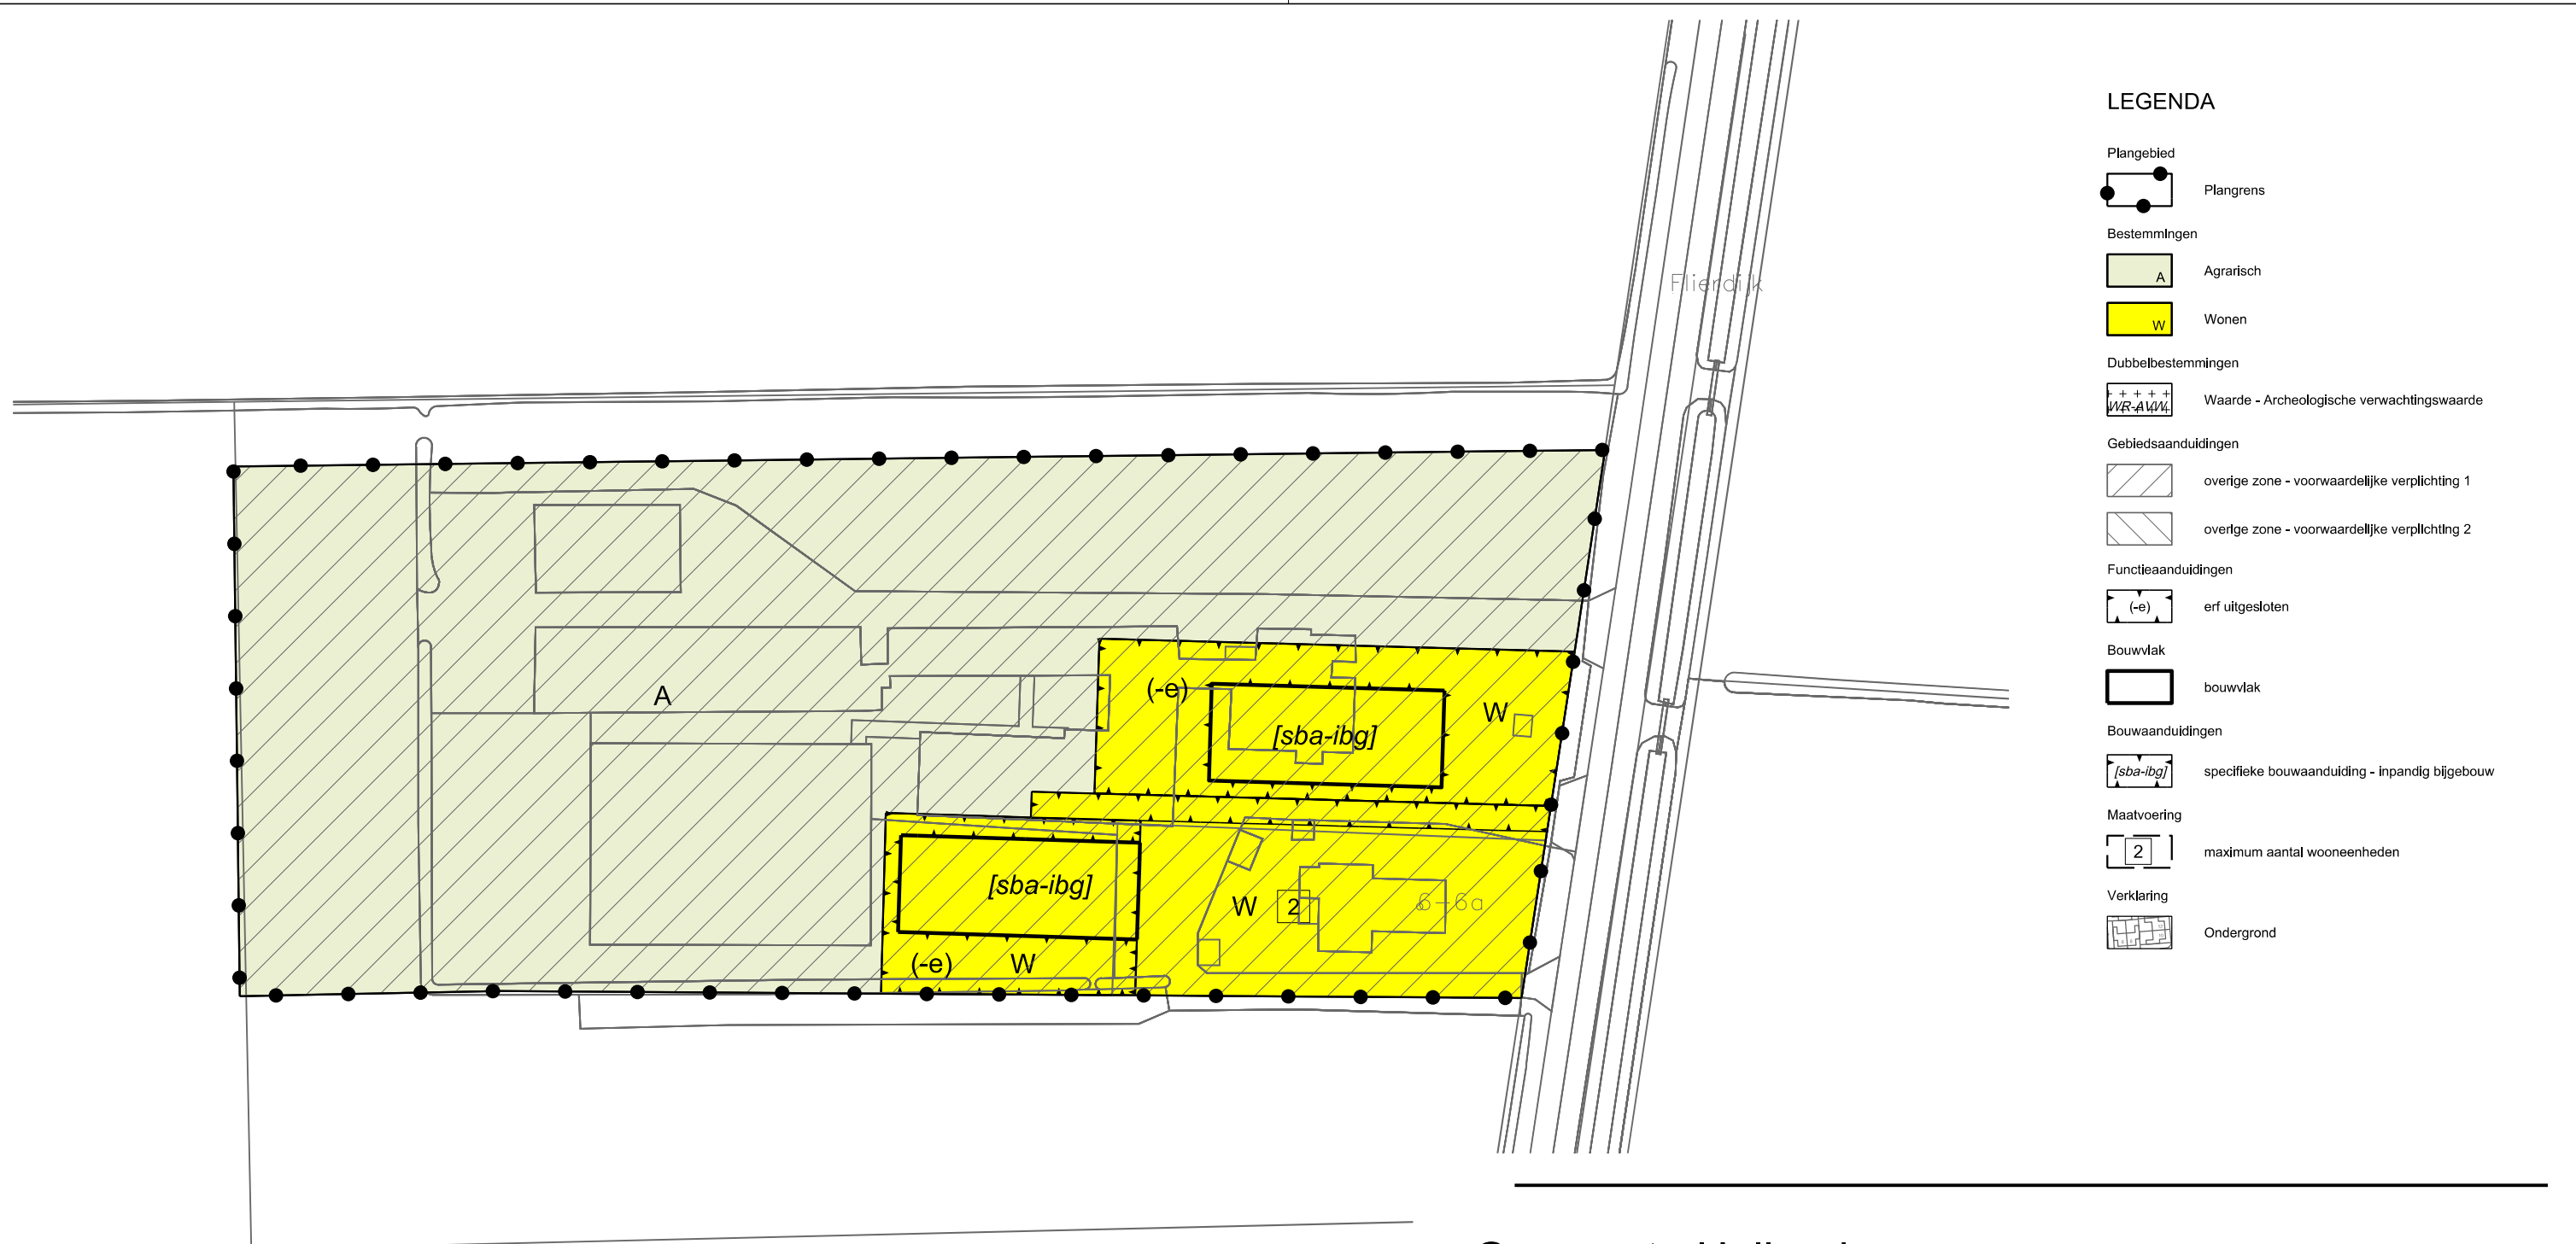 LEGENDA
Plangebied
Plangrens
Bestemmingen
A
Agrarisch
W
Wonen
Dubbelbestemmingen
WR-AVW
Waarde - Archeologische verwachtingswaarde
Gebiedsaanduidingen
overige zone - voorwaardelijke verplichting 1
overige zone - voorwaardelijke verplichting 2
Functieaanduidingen
(-e)
erf uitgesloten
Bouwvlak
bouwvlak
Bouwaanduidingen
[sba-ibg]
specifieke bouwaanduiding - inpandig bijgebouw
Maatvoering
2
maximum aantal wooneenheden
Verklaring
Ondergrond
Flierdijk
A
(-e)
W
[sba-ibg]
[sba-ibg]
W
2
6-6a
(-e)
W